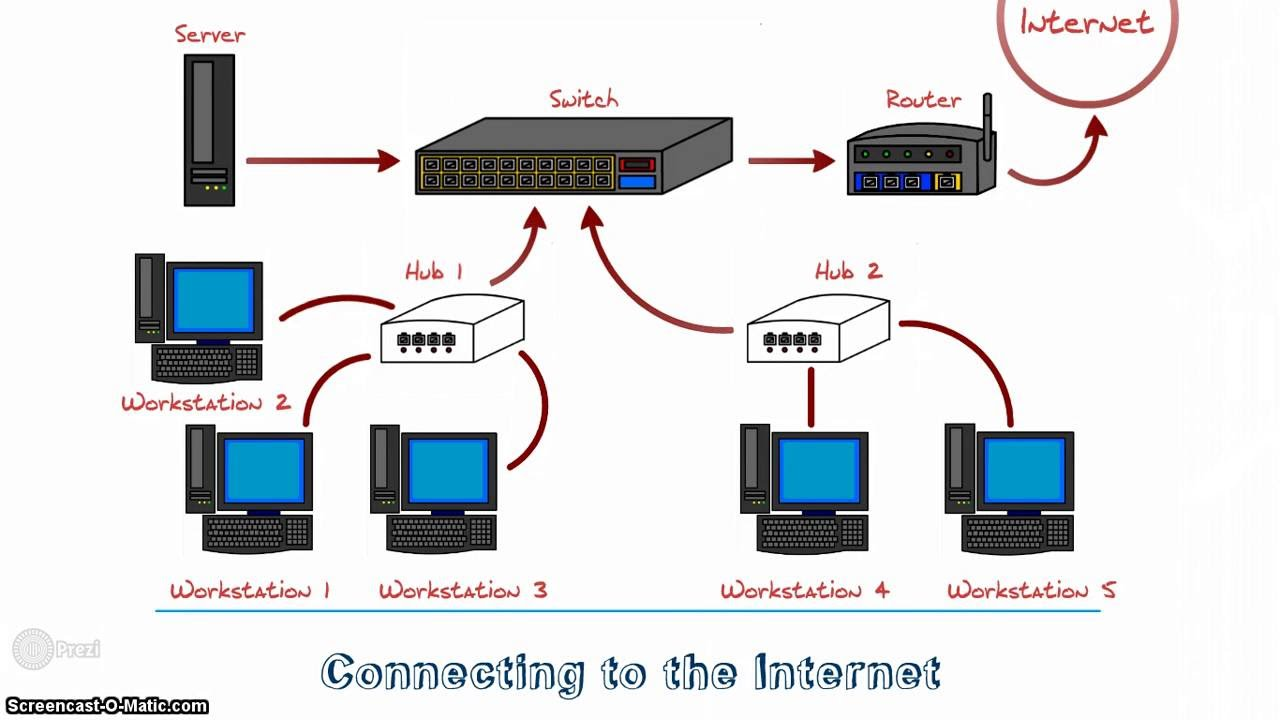 Internet
Server
Switch
Router
Hub 1
Hub 2
Workstation 2
Workstation 1
Workstation 3
Workstation 4
Workstation 5
Connecting to the Internet
Prezi
Screencast-O-Matic.com